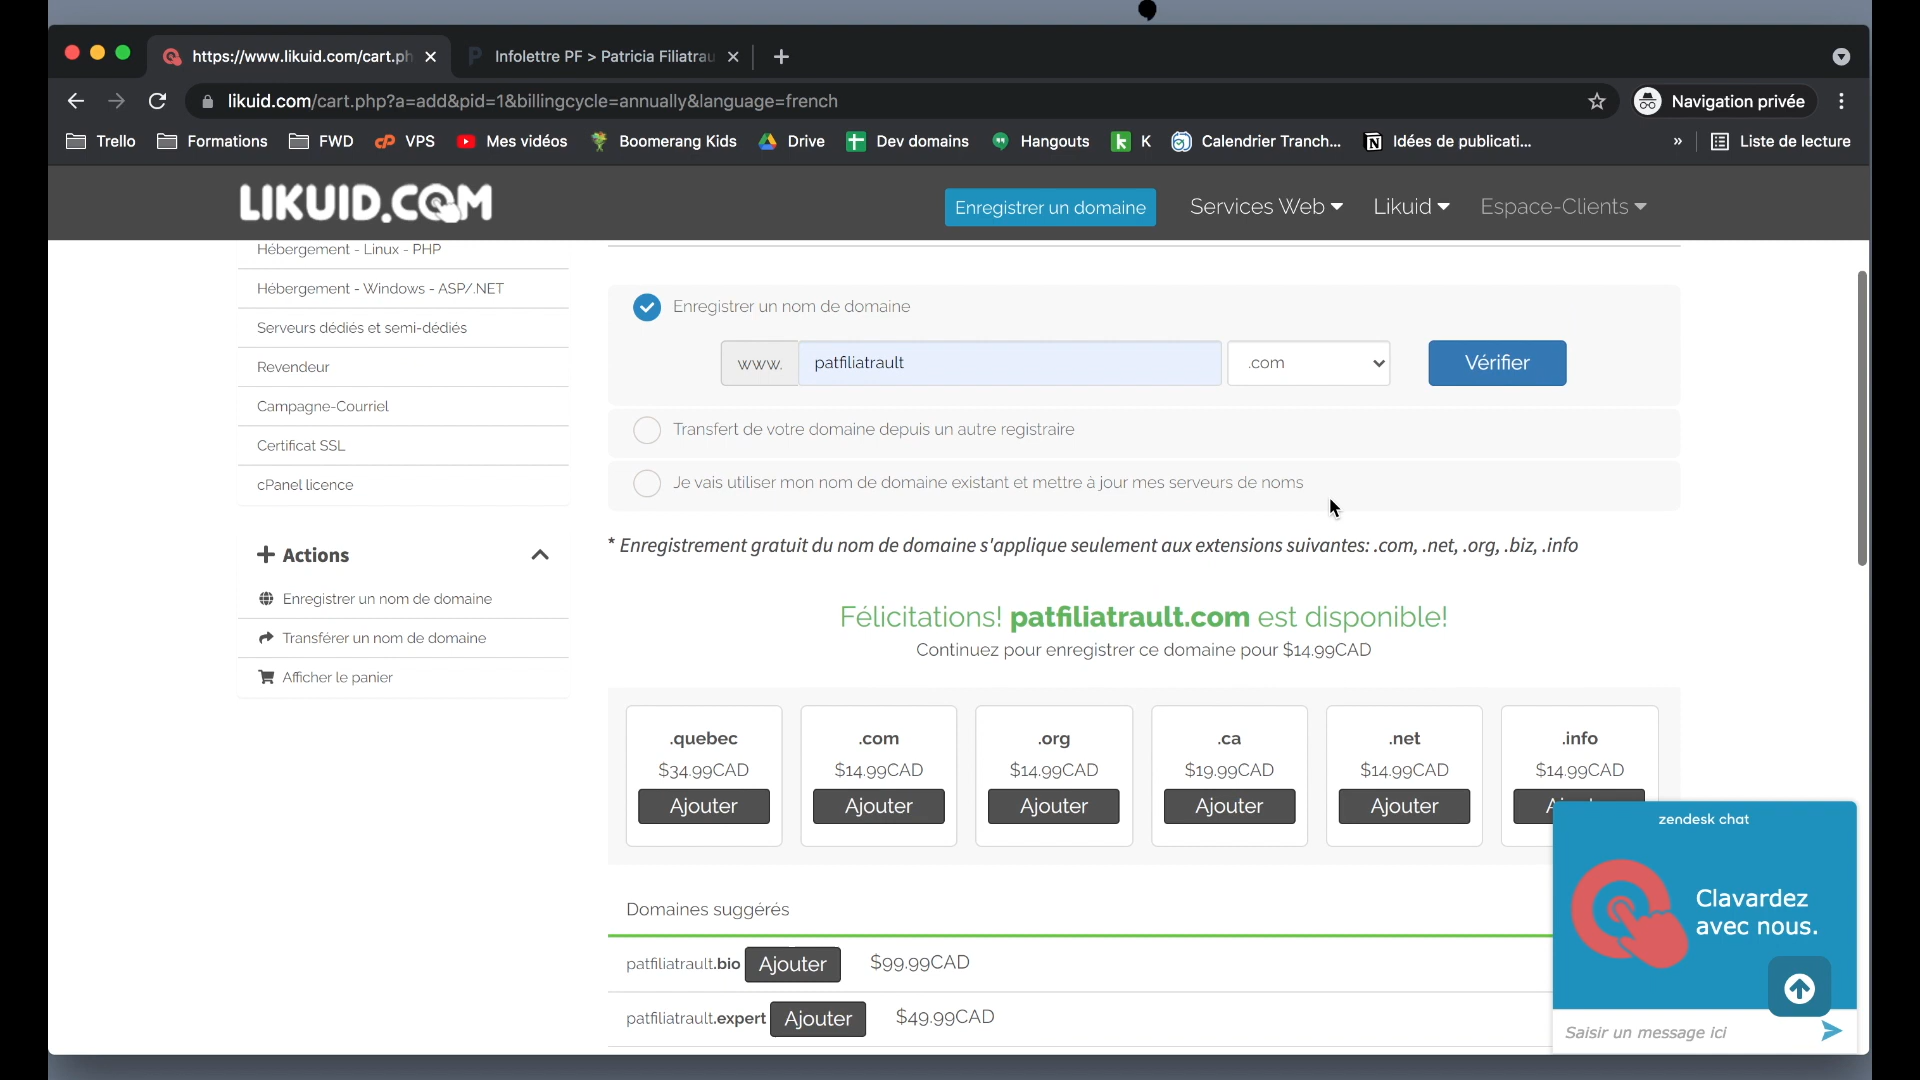 https://www.likuid.com/cart.ph
Infolettre PF > Patricia Filiatrau
likuid.com/cart.php?a=add&pid=1&billingcycle=annually&language=french
Navigation privée
Trello
Formations
FWD
VPS
Mes vidéos
Boomerang Kids
Drive
Dev domains
Hangouts
K
Calendrier Tranch...
Idées de publicati...
»
Liste de lecture
LIKUID.COM
Enregistrer un domaine
Services Web
Likuid
Espace-Clients
Hébergement - Linux - PHP
Hébergement - Windows - ASP/.NET
Serveurs dédiés et semi-dédiés
Revendeur
Campagne-Courriel
Certificat SSL
cPanel licence
Actions
Enregistrer un nom de domaine
Transférer un nom de domaine
Afficher le panier
Enregistrer un nom de domaine
www. patfiliatrault .com Vérifier
Transfert de votre domaine depuis un autre registraire
Je vais utiliser mon nom de domaine existant et mettre à jour mes serveurs de noms
* Enregistrement gratuit du nom de domaine s'applique seulement aux extensions suivantes: .com, .net, .org, .biz, .info
Félicitations! patfiliatrault.com est disponible!
Continuez pour enregistrer ce domaine pour $14.99CAD
.quebec .com .org .ca .net .info
$34.99CAD $14.99CAD $14.99CAD $19.99CAD $14.99CAD $14.99CAD
Ajouter Ajouter Ajouter Ajouter Ajouter
Domaines suggérés
patfiliatrault.bio Ajouter $99.99CAD
patfiliatrault.expert Ajouter $49.99CAD
zendesk chat
Clavardez
avec nous.
Saisir un message ici